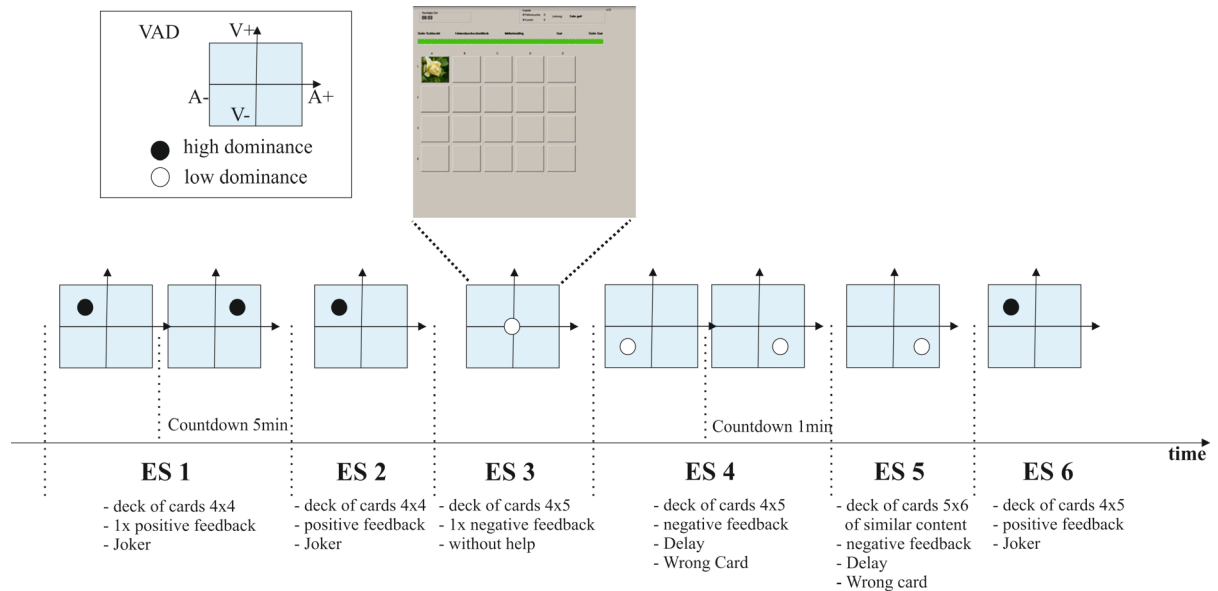 VAD
V+
A-
A+
V-
high dominance
low dominance
A
B
C
D
Sehr gut
Gut
Countdown 5min
Countdown 1min
time
ES 1
- deck of cards 4x4
- 1x positive feedback
- Joker
ES 2
- deck of cards 4x4
- positive feedback
- Joker
ES 3
- deck of cards 4x5
- 1x negative feedback
- without help
ES 4
- deck of cards 4x5
- negative feedback
- Delay
- Wrong Card
ES 5
- deck of cards 5x6
of similar content
- negative feedback
- Delay
- Wrong card
ES 6
- deck of cards 4x5
- positive feedback
- Joker